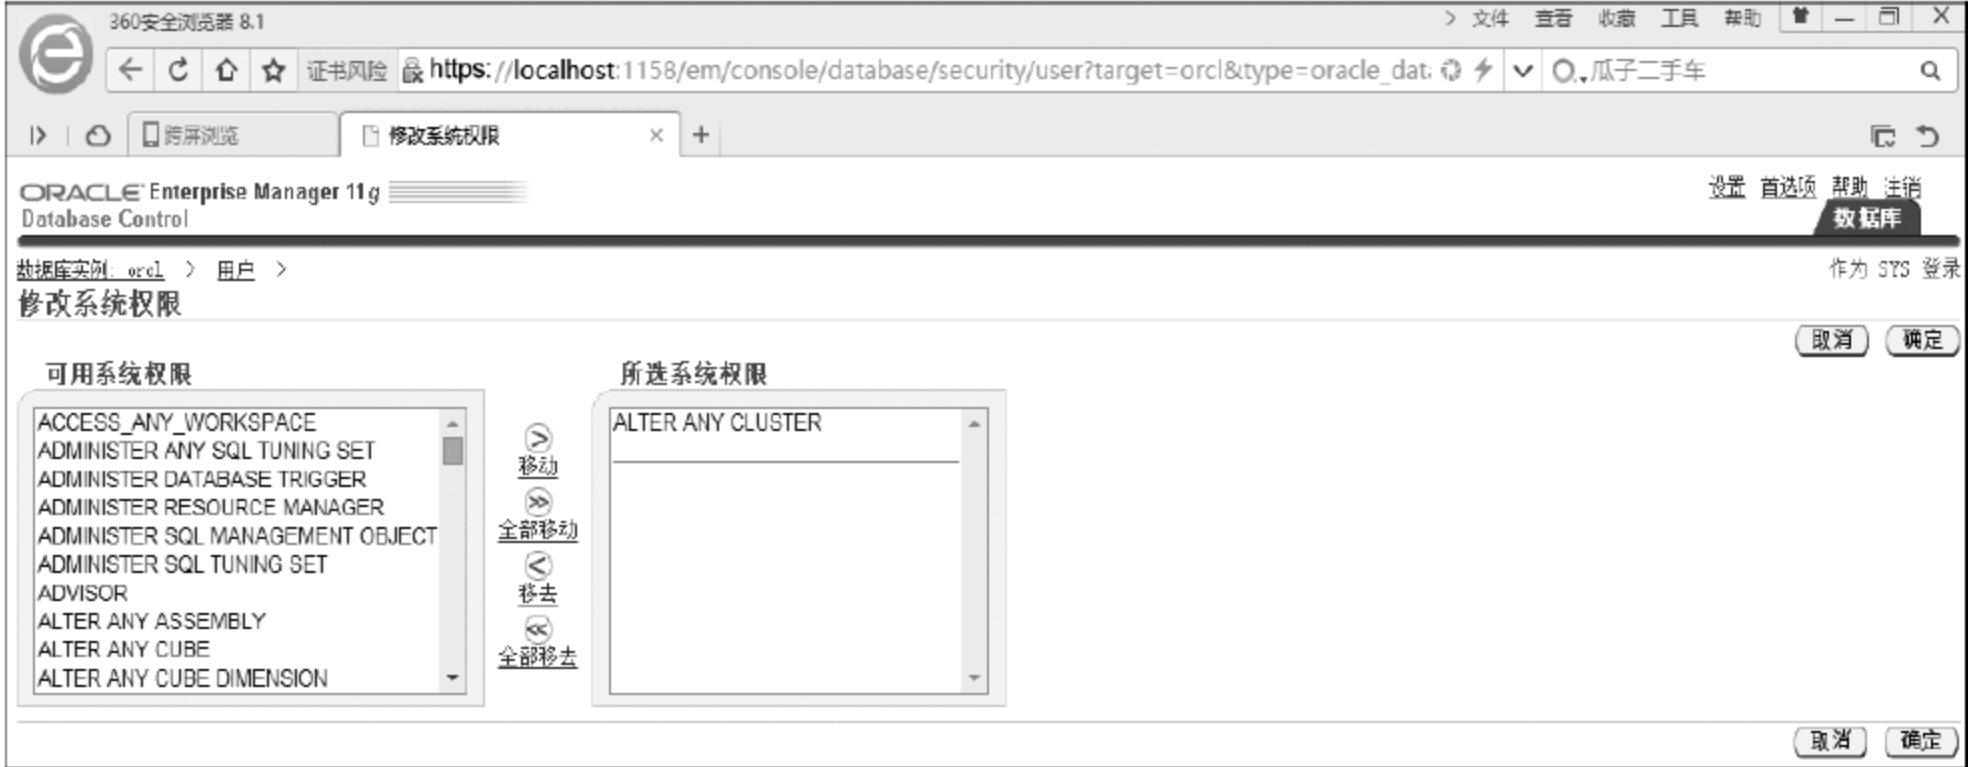 360安全浏览器 8.1
> 文件 查看 收藏 工具 帮助
证书风险 https://localhost:1158/em/console/database/security/user?target=orcl&type=oracle_dat 瓜子二手车
跨屏浏览 修改系统权限 × +
ORACLE Enterprise Manager 11g
Database Control
设置 首选项 帮助 注销
数据库
数据库实例: orcl > 用户 >
作为 SYS 登录
修改系统权限
取消 确定
可用系统权限
ACCESS_ANY_WORKSPACE
ADMINISTER ANY SQL TUNING SET
ADMINISTER DATABASE TRIGGER
ADMINISTER RESOURCE MANAGER
ADMINISTER SQL MANAGEMENT OBJECT
ADMINISTER SQL TUNING SET
ADVISOR
ALTER ANY ASSEMBLY
ALTER ANY CUBE
ALTER ANY CUBE DIMENSION
移动
全部移动
移去
全部移去
所选系统权限
ALTER ANY CLUSTER
取消 确定